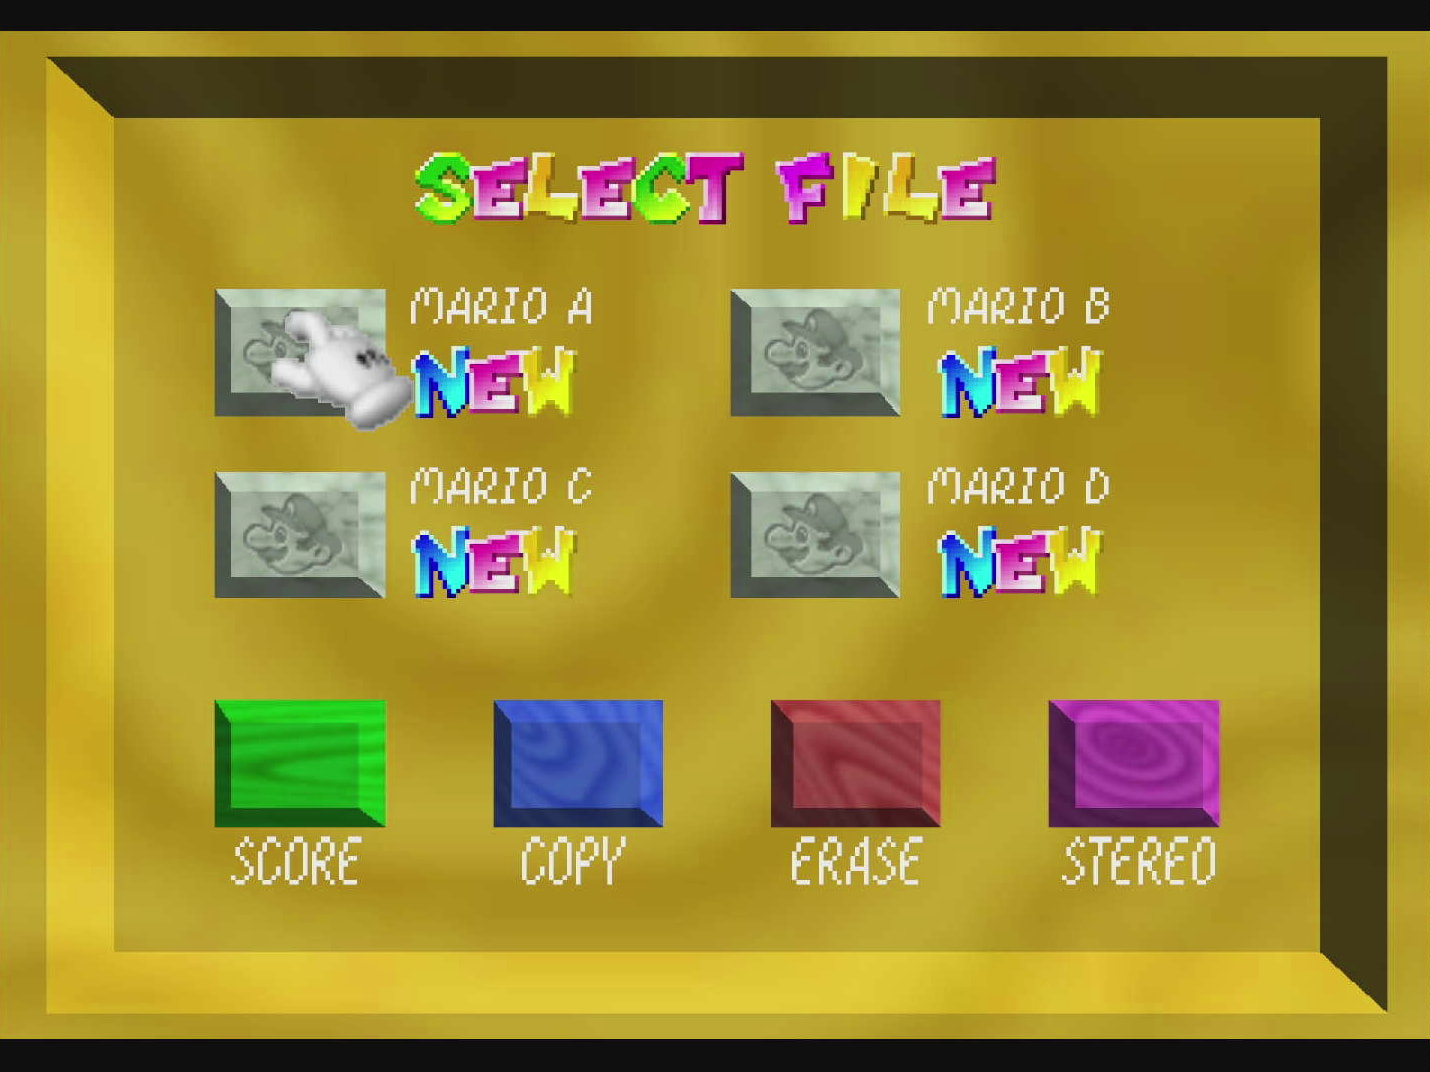 SELECT FILE
MARIO A
NEW
MARIO B
NEW
MARIO C
NEW
MARIO D
NEW
SCORE
COPY
ERASE
STEREO